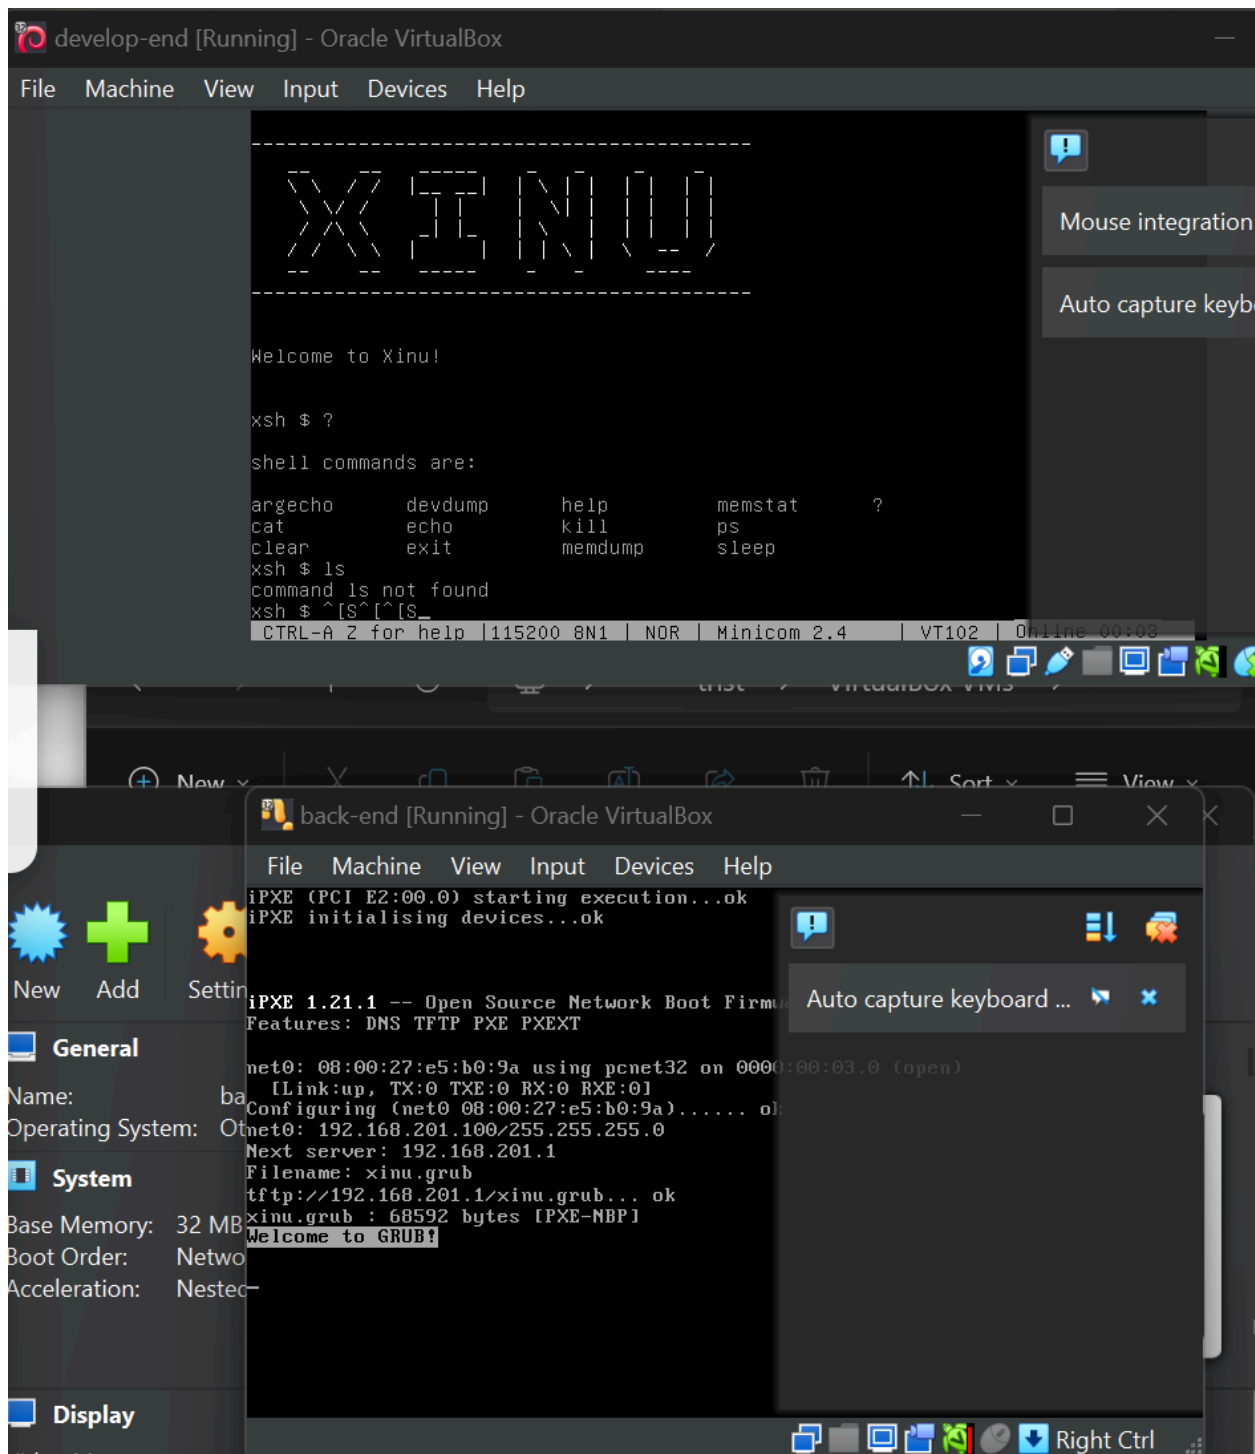 develop-end [Running] - Oracle VirtualBox
File Machine View Input Devices Help
Mouse integration
Auto capture keyb
Welcome to Xinu!
xsh $ ?
shell commands are:
argecho devdump help memstat ?
cat echo kill ps
clear exit memdump sleep
xsh $ ls
command ls not found
xsh $ ^[S^[^[S_
CTRL-A Z for help |115200 8N1 | NOR | Minicom 2.4 | VT102 | Online 00:03
VirtualBox VMs
New Sort View
back-end [Running] - Oracle VirtualBox
File Machine View Input Devices Help
iPXE (PCI E2:00.0) starting execution...ok
iPXE initialising devices...ok
iPXE 1.21.1 -- Open Source Network Boot Firmw
Features: DNS TFTP PXE PXEXT
net0: 08:00:27:e5:b0:9a using pcnet32 on 0000:00:03.0 (open)
[Link:up, TX:0 TXE:0 RX:0 RXE:0]
Configuring (net0 08:00:27:e5:b0:9a)...... ok
net0: 192.168.201.100/255.255.255.0
Next server: 192.168.201.1
Filename: xinu.grub
tftp://192.168.201.1/xinu.grub... ok
xinu.grub : 68592 bytes [PXE-NBP]
Welcome to GRUB!
Auto capture keyboard ...
Right Ctrl
New Add Settin
General
Name: ba
Operating System: Ot
System
Base Memory: 32 MB
Boot Order: Netwo
Acceleration: Nested
Display